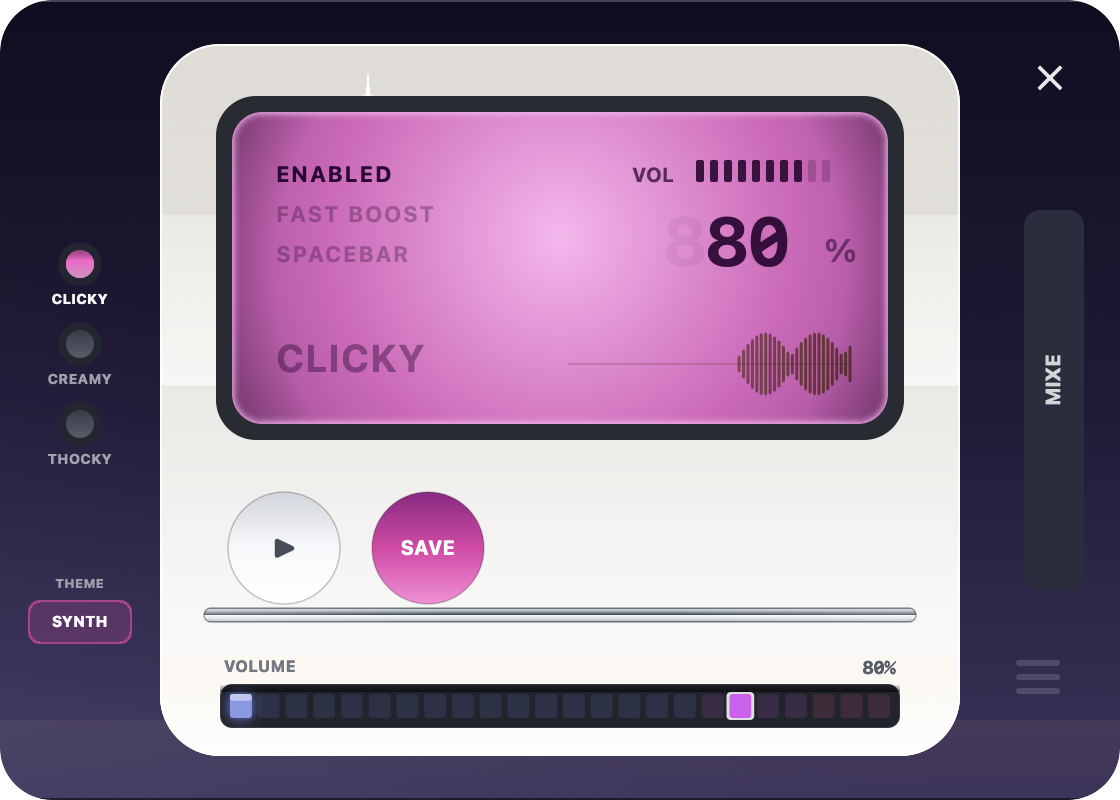 ENABLED
FAST BOOST
SPACEBAR
VOL
80 %
CLICKY
CLICKY
CREAMY
THOCKY
THEME
SYNTH
SAVE
VOLUME
80%
MIXE